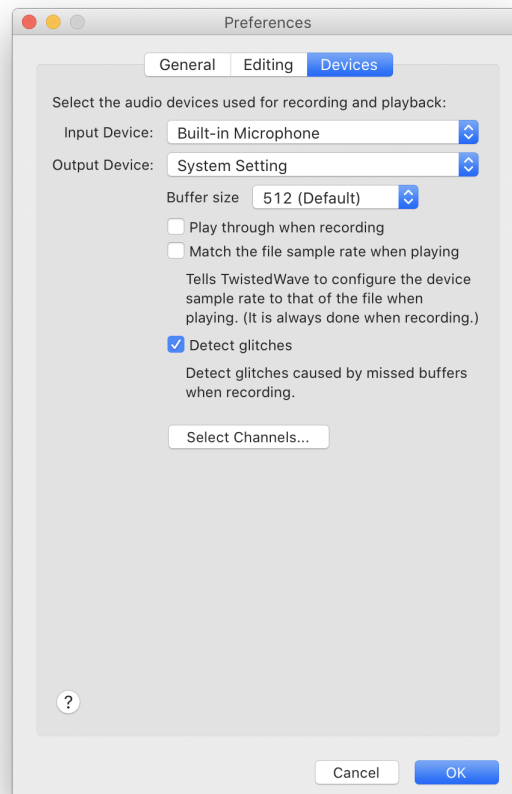 Preferences
General Editing Devices
Select the audio devices used for recording and playback:
Input Device: Built-in Microphone
Output Device: System Setting
Buffer size 512 (Default)
Play through when recording
Match the file sample rate when playing
Tells TwistedWave to configure the device
sample rate to that of the file when
playing. (It is always done when recording.)
Detect glitches
Detect glitches caused by missed buffers
when recording.
Select Channels...
?
Cancel OK